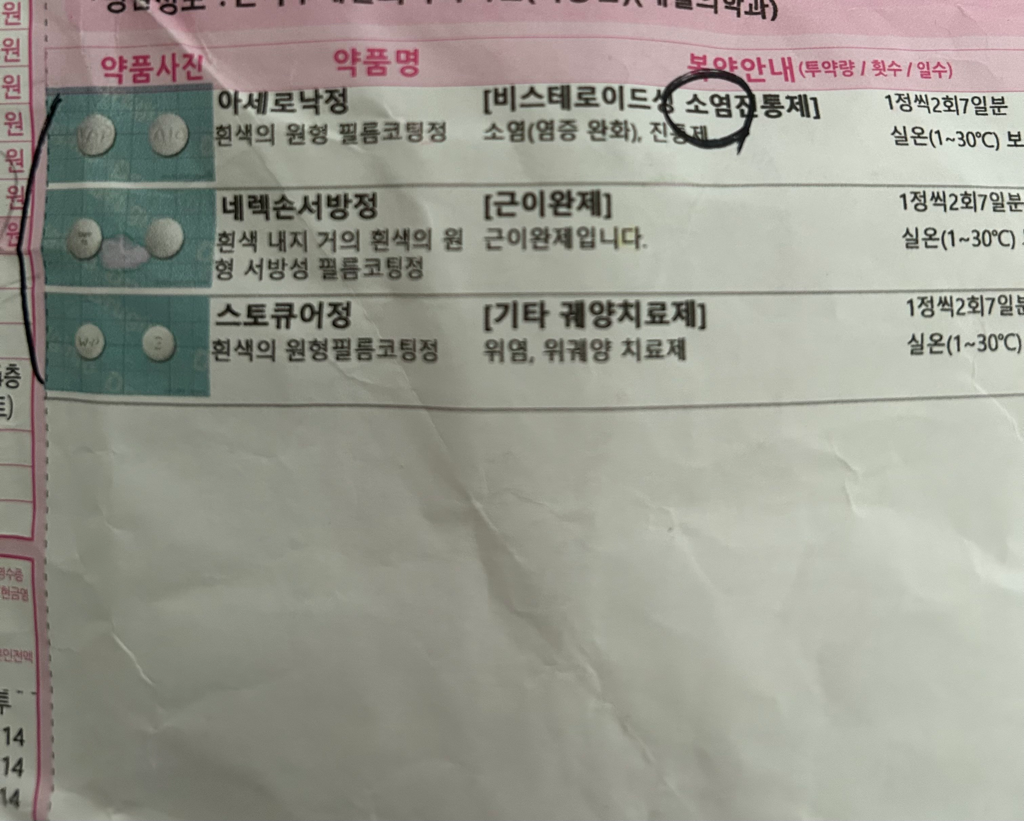 원
원
약품사진 약품명 복약안내(투약량 / 횟수 / 일수)
원
원
아세로낙정 [비스테로이드성 소염진통제] 1정씩2회7일분
흰색의 원형 필름코팅정 소염(염증 완화), 진통제 실온(1~30℃) 보
원
원
네렉손서방정 [근이완제] 1정씩2회7일분
흰색 내지 거의 흰색의 원 근이완제입니다. 실온(1~30℃)
원
형 서방성 필름코팅정
스토큐어정 [기타 궤양치료제] 1정씩2회7일분
흰색의 원형필름코팅정 위염, 위궤양 치료제 실온(1~30℃)
층
트)
현금영
투
14
14
14